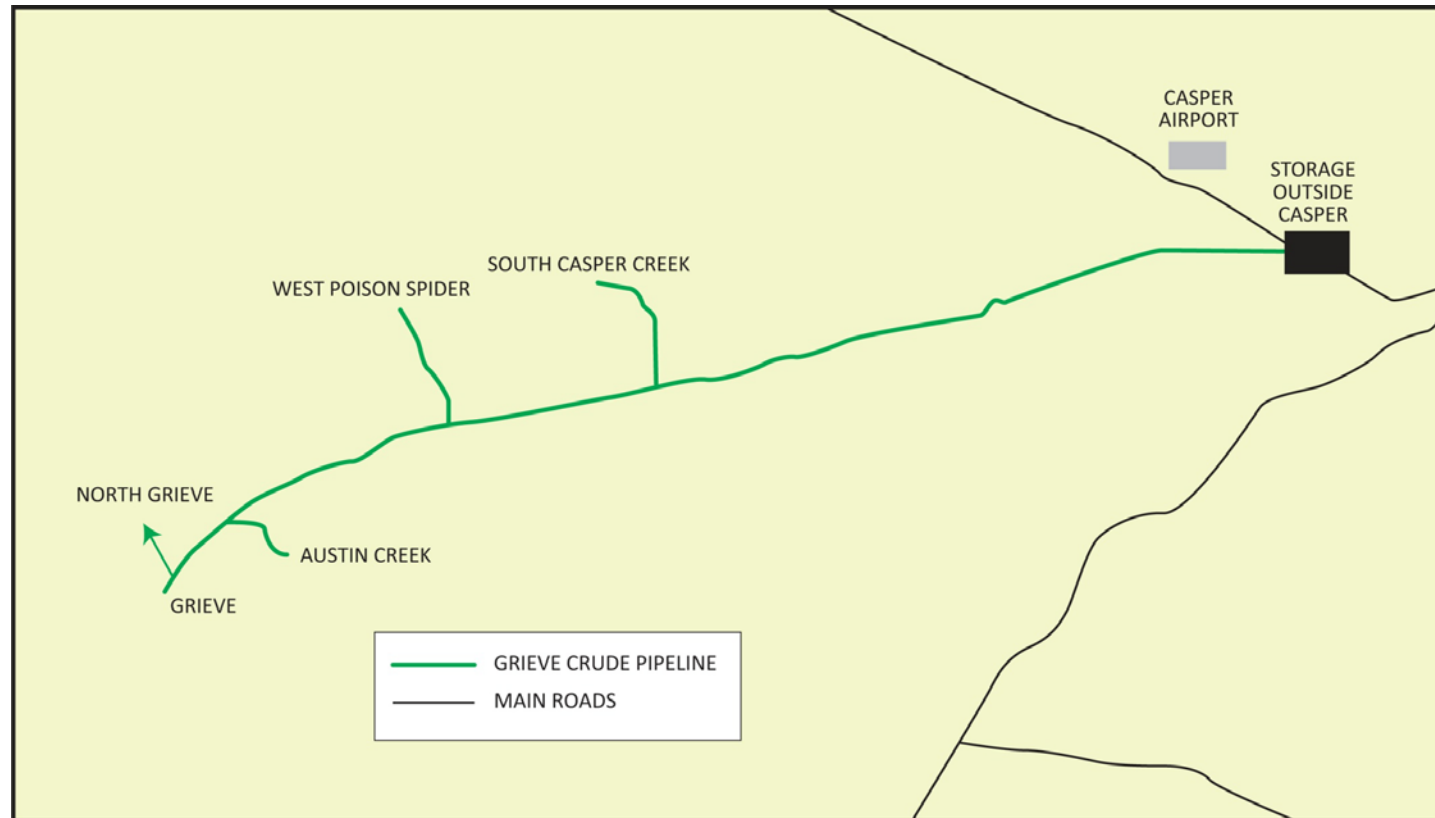 CASPER
AIRPORT
STORAGE
OUTSIDE
CASPER
SOUTH CASPER CREEK
WEST POISON SPIDER
NORTH GRIEVE
AUSTIN CREEK
GRIEVE
GRIEVE CRUDE PIPELINE
MAIN ROADS